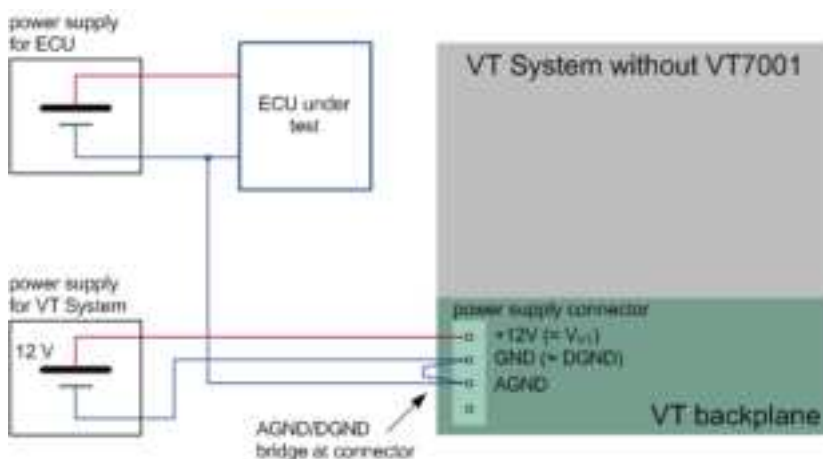 power supply
for ECU
ECU under
test
VT System without VT7001
power supply
for VT System
12 V
power supply connector
+12V (= V
GND (= DGND)
AGND
VT backplane
AGND/DGND
bridge at connector